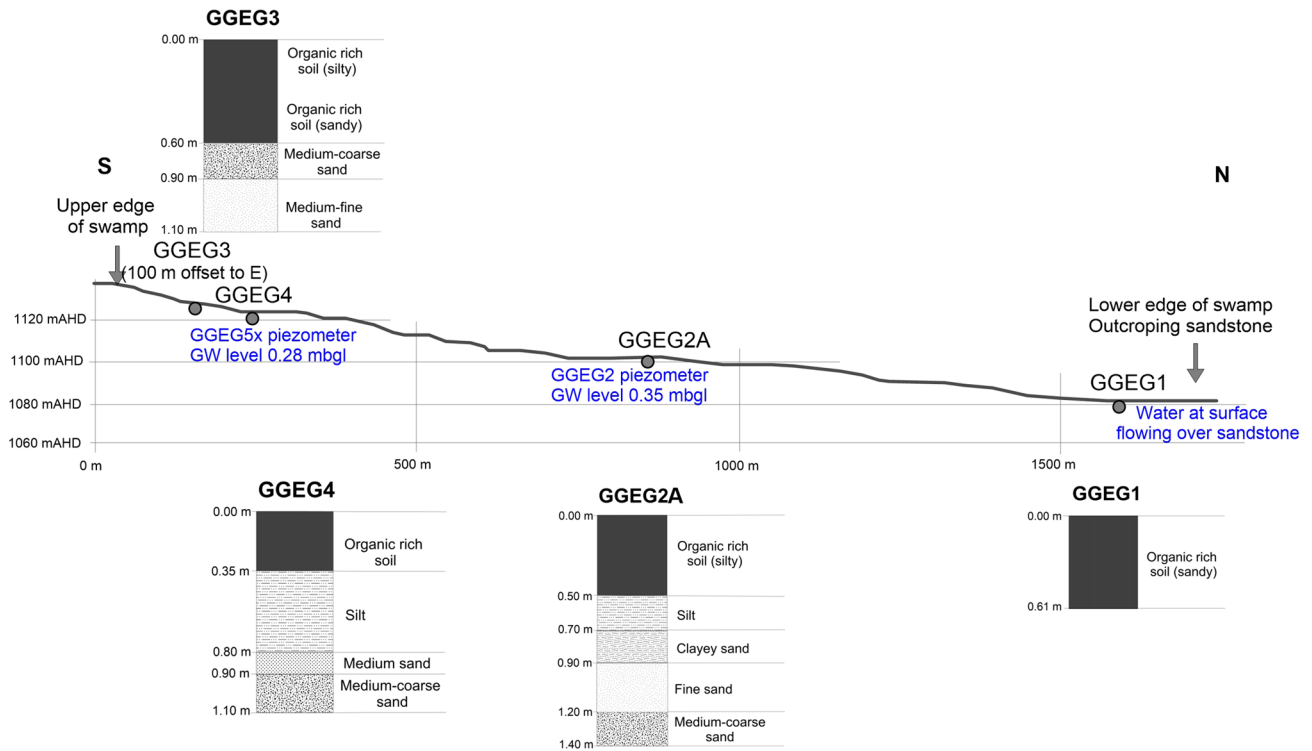 GGEG3
0.00 m
Organic rich
soil (silty)
Organic rich
soil (sandy)
0.60 m
Medium-coarse
sand
0.90 m
Medium-fine
sand
1.10 m
S
N
Upper edge
of swamp
GGEG3
(100 m offset to E)
GGEG4
GGEG5x piezometer
GW level 0.28 mbgl
GGEG2A
GGEG2 piezometer
GW level 0.35 mbgl
Lower edge of swamp
Outcroping sandstone
GGEG1
Water at surface
flowing over sandstone
1120 mAHD
1100 mAHD
1080 mAHD
1060 mAHD
0 m
500 m
1000 m
1500 m
GGEG4
0.00 m
Organic rich
soil
0.35 m
Silt
0.80 m
Medium sand
0.90 m
Medium-coarse
sand
1.10 m
GGEG2A
0.00 m
Organic rich
soil (silty)
0.50 m
Silt
0.70 m
Clayey sand
0.90 m
Fine sand
1.20 m
Medium-coarse
sand
1.40 m
GGEG1
0.00 m
Organic rich
soil (sandy)
0.61 m